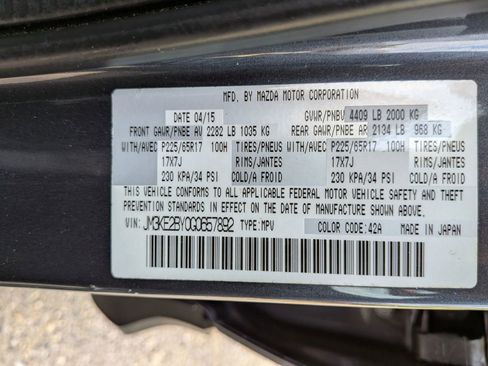 MFD. BY MAZDA MOTOR CORPORATION
DATE 04/15 GVWR/PNBV 4409 LB 2000 KG
FRONT GAWR/PNBE AV 2282 LB 1035 KG REAR GAWR/PNBE AR 2134 LB 968 KG
WITH/AVEC P225/65R17 100H TIRES/PNEUS WITH/AVEC P225/65R17 100H TIRES/PNEUS
17X7J RIMS/JANTES 17X7J RIMS/JANTES
230 KPA/34 PSI COLD/A FROID 230 KPA/34 PSI COLD/A FROID
THIS VEHICLE CONFORMS TO ALL APPLICABLE FEDERAL MOTOR VEHICLE SAFETY AND THEFT
PREVENTION STANDARDS IN EFFECT ON THE DATE OF MANUFACTURE SHOWN ABOVE.
VIN: JM3KE2BY0G0657892 TYPE: MPV COLOR CODE: 42A MADE IN JAPAN